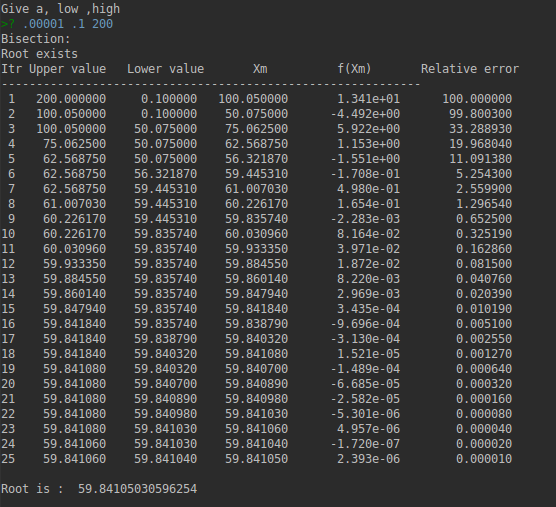 Give a, low ,high
>? .00001 .1 200
Bisection:
Root exists
Itr Upper value   Lower value       Xm          f(Xm)       Relative error
------------------------------------------------------------
 1   200.000000     0.100000   100.050000       1.341e+01      100.000000
 2   100.050000     0.100000    50.075000      -4.492e+00       99.800300
 3   100.050000    50.075000    75.062500       5.922e+00       33.288930
 4    75.062500    50.075000    62.568750       1.153e+00       19.968040
 5    62.568750    50.075000    56.321870      -1.551e+00       11.091380
 6    62.568750    56.321870    59.445310      -1.708e-01        5.254300
 7    62.568750    59.445310    61.007030       4.980e-01        2.559900
 8    61.007030    59.445310    60.226170       1.654e-01        1.296540
 9    60.226170    59.445310    59.835740      -2.283e-03        0.652500
10    60.226170    59.835740    60.030960       8.164e-02        0.325190
11    60.030960    59.835740    59.933350       3.971e-02        0.162860
12    59.933350    59.835740    59.884550       1.872e-02        0.081500
13    59.884550    59.835740    59.860140       8.220e-03        0.040760
14    59.860140    59.835740    59.847940       2.969e-03        0.020390
15    59.847940    59.835740    59.841840       3.435e-04        0.010190
16    59.841840    59.835740    59.838790      -9.696e-04        0.005100
17    59.841840    59.838790    59.840320      -3.130e-04        0.002550
18    59.841840    59.840320    59.841080       1.521e-05        0.001270
19    59.841080    59.840320    59.840700      -1.489e-04        0.000640
20    59.841080    59.840700    59.840890      -6.685e-05        0.000320
21    59.841080    59.840890    59.840980      -2.582e-05        0.000160
22    59.841080    59.840980    59.841030      -5.301e-06        0.000080
23    59.841080    59.841030    59.841060       4.957e-06        0.000040
24    59.841060    59.841030    59.841040      -1.720e-07        0.000020
25    59.841060    59.841040    59.841050       2.393e-06        0.000010
Root is :  59.84105030596254